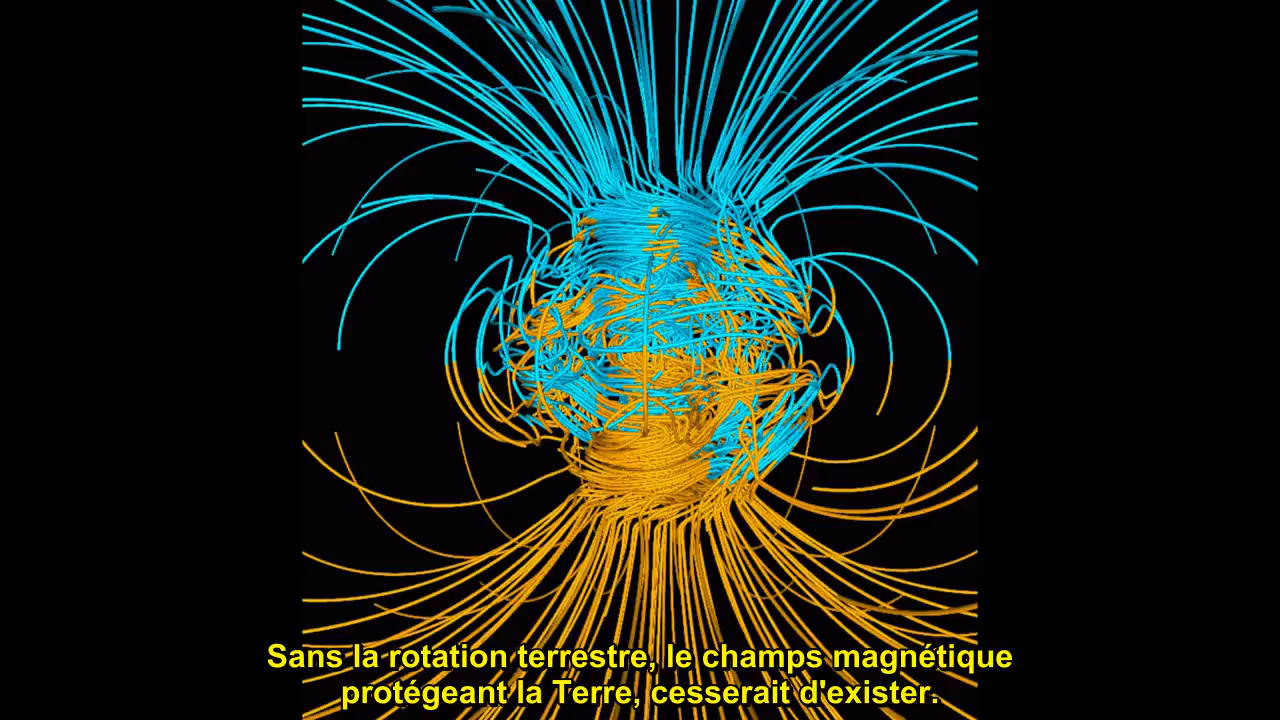 Sans la rotation terrestre, le champs magnétique
protégeant la Terre, cesserait d'exister.